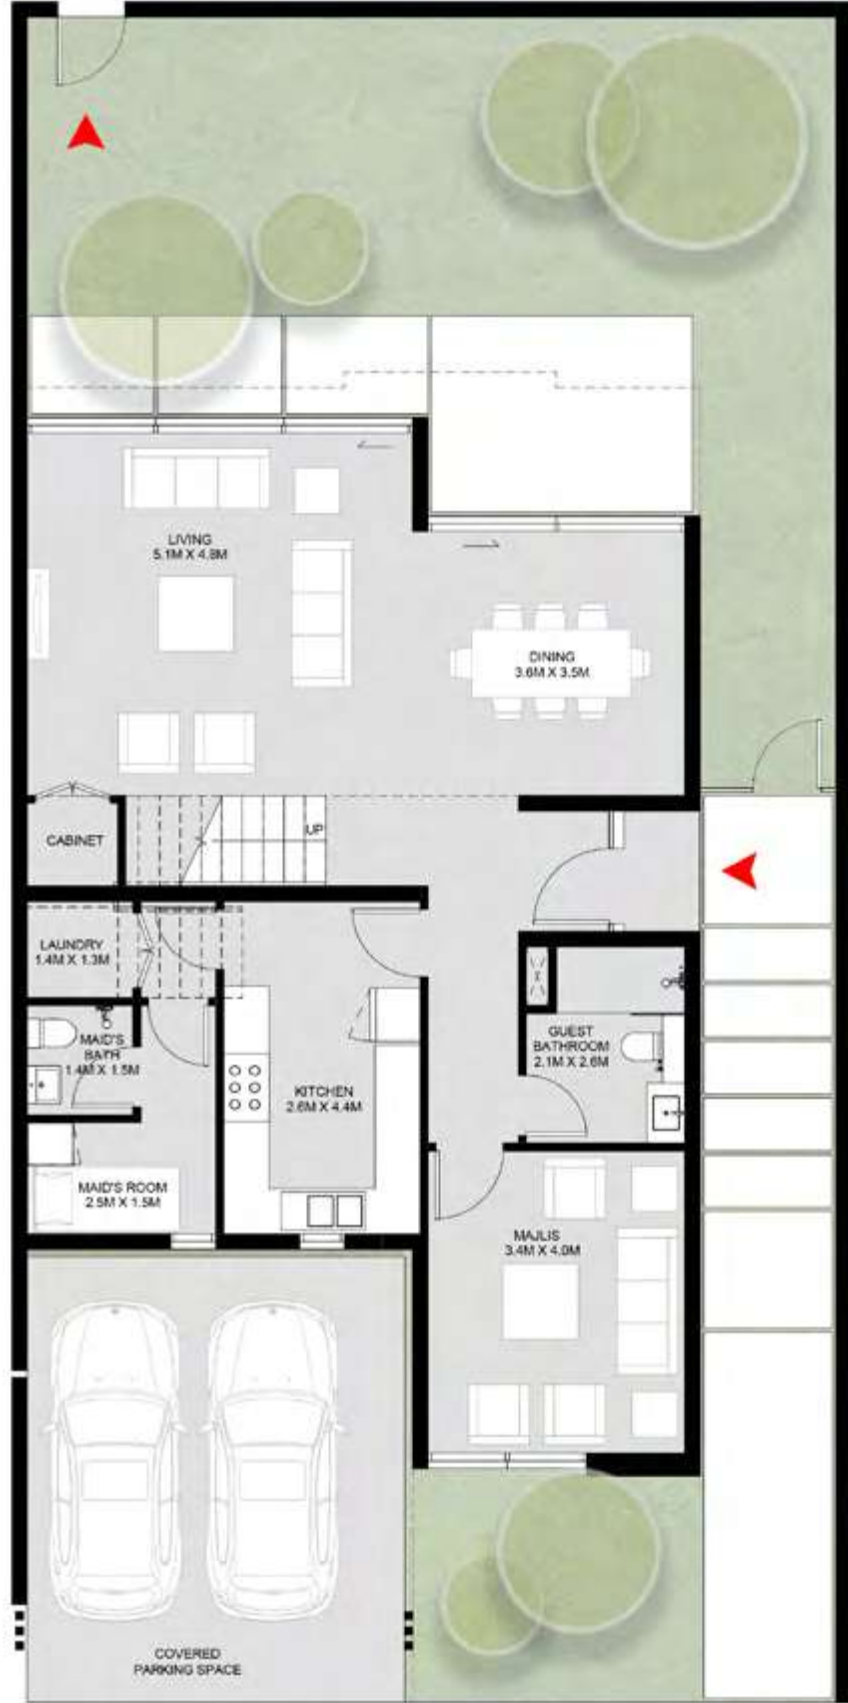 LIVING
5.1M X 4.8M
DINING
3.6M X 3.5M
UP
CABINET
LAUNDRY
1.4M X 1.3M
MAID'S
BATH
1.4M X 1.5M
GUEST
BATHROOM
2.1M X 2.6M
KITCHEN
2.6M X 4.4M
MAID'S ROOM
2.5M X 1.5M
MAJLIS
3.4M X 4.0M
COVERED
PARKING SPACE